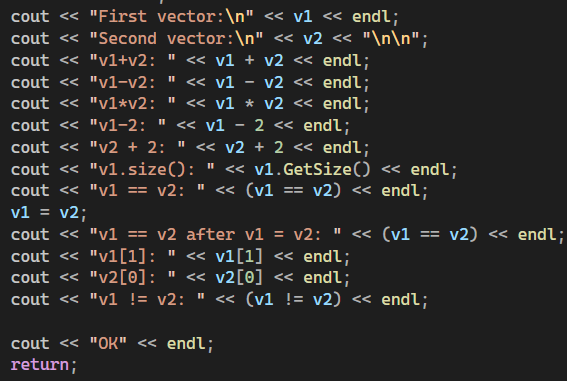 cout << "First vector:\n" << v1 << endl;
cout << "Second vector:\n" << v2 << "\n\n";
cout << "v1+v2: " << v1 + v2 << endl;
cout << "v1-v2: " << v1 - v2 << endl;
cout << "v1*v2: " << v1 * v2 << endl;
cout << "v1-2: " << v1 - 2 << endl;
cout << "v2 + 2: " << v2 + 2 << endl;
cout << "v1.size(): " << v1.GetSize() << endl;
cout << "v1 == v2: " << (v1 == v2) << endl;
v1 = v2;
cout << "v1 == v2 after v1 = v2: " << (v1 == v2) << endl;
cout << "v1[1]: " << v1[1] << endl;
cout << "v2[0]: " << v2[0] << endl;
cout << "v1 != v2: " << (v1 != v2) << endl;
cout << "OK" << endl;
return;